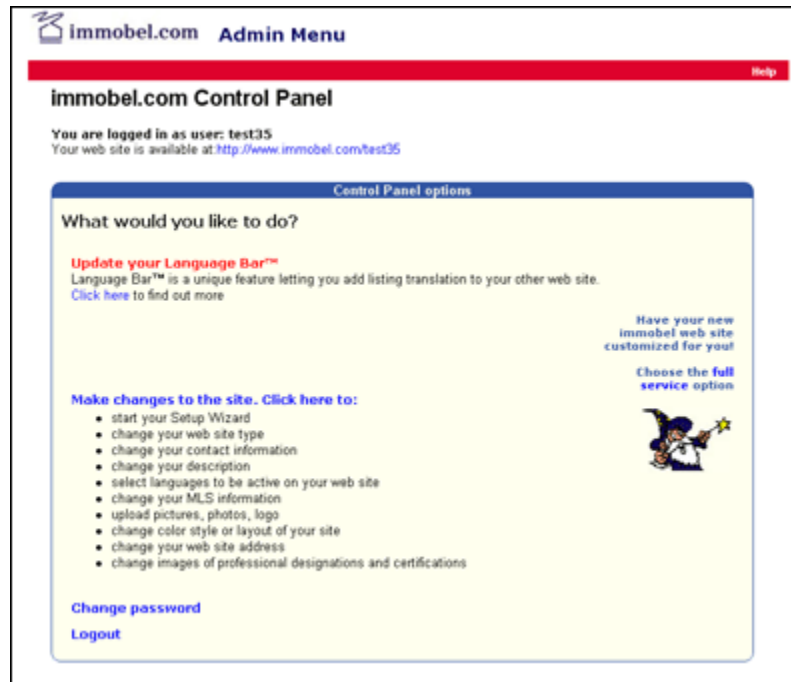 immobel.com Admin Menu
Help
immobel.com Control Panel
You are logged in as user: test35
Your web site is available at:http://www.immobel.com/test35
Control Panel options
What would you like to do?
Update your Language Bar™
Language Bar™ is a unique feature letting you add listing translation to your other web site.
Click here to find out more
Have your new
immobel web site
customized for you!
Choose the full
service option
Make changes to the site. Click here to:
• start your Setup Wizard
• change your web site type
• change your contact information
• change your description
• select languages to be active on your web site
• change your MLS information
• upload pictures, photos, logo
• change color style or layout of your site
• change your web site address
• change images of professional designations and certifications
Change password
Logout